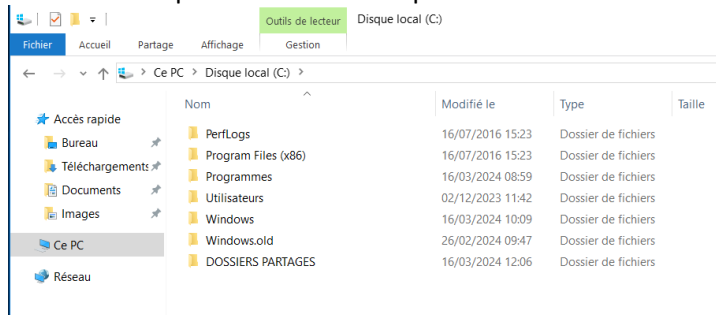 Outils de lecteur Disque local (C:)
Fichier Accueil Partage Affichage Gestion
Ce PC > Disque local (C:) >
Nom Modifié le Type Taille
Accès rapide
Bureau
Téléchargements
Documents
Images
Ce PC
Réseau
PerfLogs 16/07/2016 15:23 Dossier de fichiers
Program Files (x86) 16/07/2016 15:23 Dossier de fichiers
Programmes 16/03/2024 08:59 Dossier de fichiers
Utilisateurs 02/12/2023 11:42 Dossier de fichiers
Windows 16/03/2024 10:09 Dossier de fichiers
Windows.old 26/02/2024 09:47 Dossier de fichiers
DOSSIERS PARTAGES 16/03/2024 12:06 Dossier de fichiers